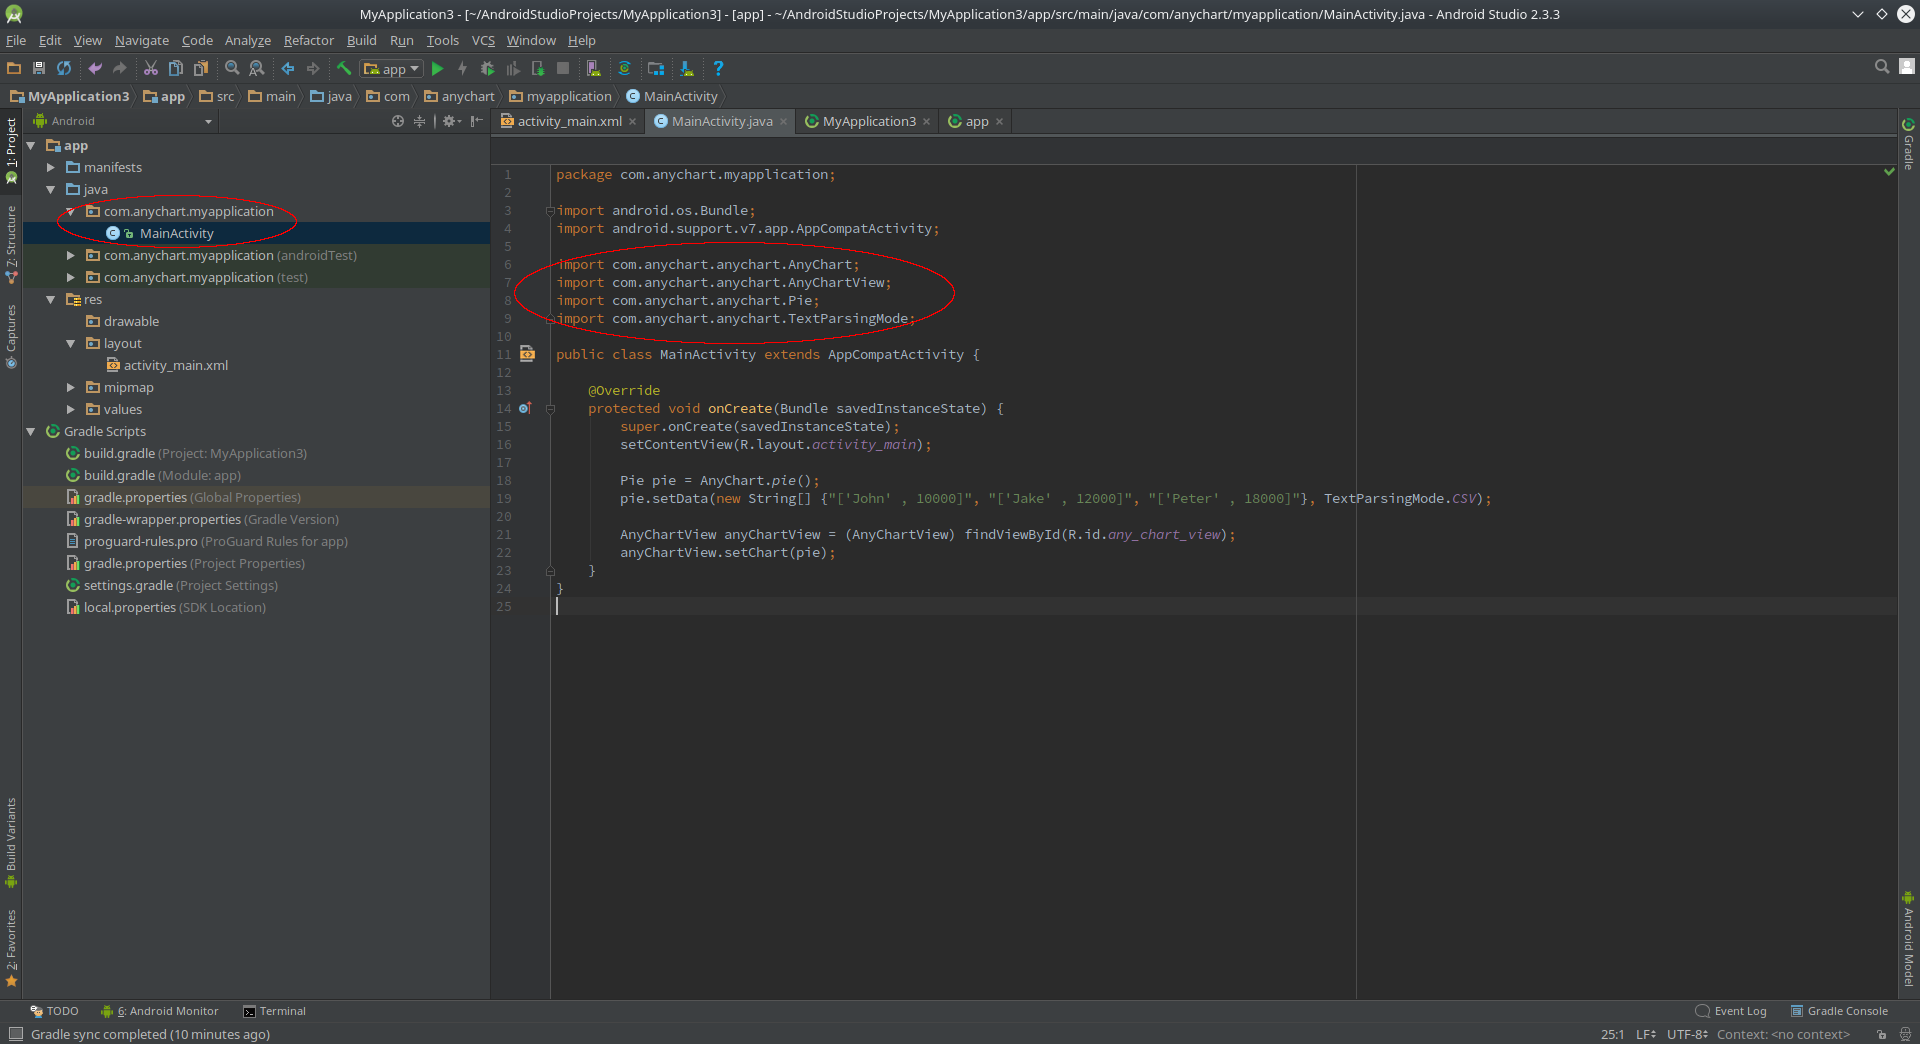 MyApplication3 - [~/AndroidStudioProjects/MyApplication3] - [app] - ~/AndroidStudioProjects/MyApplication3/app/src/main/java/com/anychart/myapplication/MainActivity.java - Android Studio 2.3.3
File Edit View Navigate Code Analyze Refactor Build Run Tools VCS Window Help
app
MyApplication3 app src main java com anychart myapplication MainActivity
Android
activity_main.xml MainActivity.java MyApplication3 app
1: Project
7: Structure
Captures
Build Variants
2: Favorites
app
manifests
java
com.anychart.myapplication
MainActivity
com.anychart.myapplication (androidTest)
com.anychart.myapplication (test)
res
drawable
layout
activity_main.xml
mipmap
values
Gradle Scripts
build.gradle (Project: MyApplication3)
build.gradle (Module: app)
gradle.properties (Global Properties)
gradle-wrapper.properties (Gradle Version)
proguard-rules.pro (ProGuard Rules for app)
gradle.properties (Project Properties)
settings.gradle (Project Settings)
local.properties (SDK Location)
1 package com.anychart.myapplication;
2
3 import android.os.Bundle;
4 import android.support.v7.app.AppCompatActivity;
5
6 import com.anychart.anychart.AnyChart;
7 import com.anychart.anychart.AnyChartView;
8 import com.anychart.anychart.Pie;
9 import com.anychart.anychart.TextParsingMode;
10
11 public class MainActivity extends AppCompatActivity {
12
13 @Override
14 protected void onCreate(Bundle savedInstanceState) {
15 super.onCreate(savedInstanceState);
16 setContentView(R.layout.activity_main);
17
18 Pie pie = AnyChart.pie();
19 pie.setData(new String[] {"['John' , 10000]", "['Jake' , 12000]", "['Peter' , 18000]"}, TextParsingMode.CSV);
20
21 AnyChartView anyChartView = (AnyChartView) findViewById(R.id.any_chart_view);
22 anyChartView.setChart(pie);
23 }
24 }
25
Gradle
Android Model
TODO 6: Android Monitor Terminal Event Log Gradle Console
Gradle sync completed (10 minutes ago) 25:1 LF UTF-8 Context: <no context>